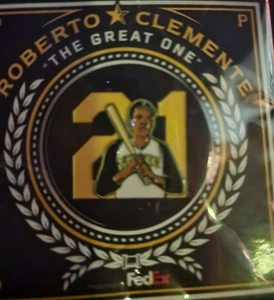 ROBERTO ★ CLEMENTE
"THE GREAT ONE"
P
21
FedEx